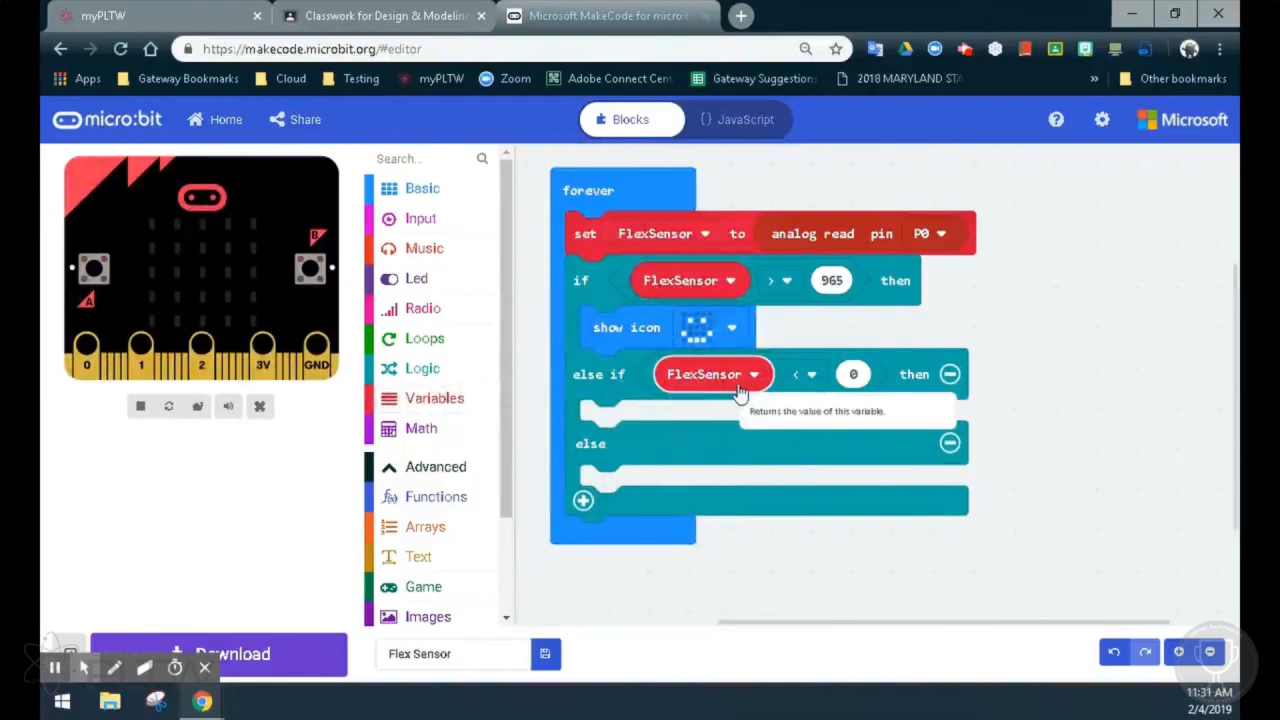 myPLTW
Classwork for Design & Modelin
Microsoft MakeCode for micro:bit
https://makecode.microbit.org/#editor
Apps
Gateway Bookmarks
Cloud
Testing
myPLTW
Zoom
Adobe Connect Cen
Gateway Suggestions
2018 MARYLAND STA
»
Other bookmarks
micro:bit
Home
Share
Blocks
{ } JavaScript
Microsoft
B
A
0 1 2 3V GND
Search...
Basic
Input
Music
Led
Radio
Loops
Logic
Variables
Math
Advanced
Functions
Arrays
Text
Game
Images
forever
set FlexSensor to analog read pin P0
if FlexSensor > 965 then
show icon
else if FlexSensor < 0 then
Returns the value of this variable.
else
Download
Flex Sensor
11:31 AM
2/4/2019